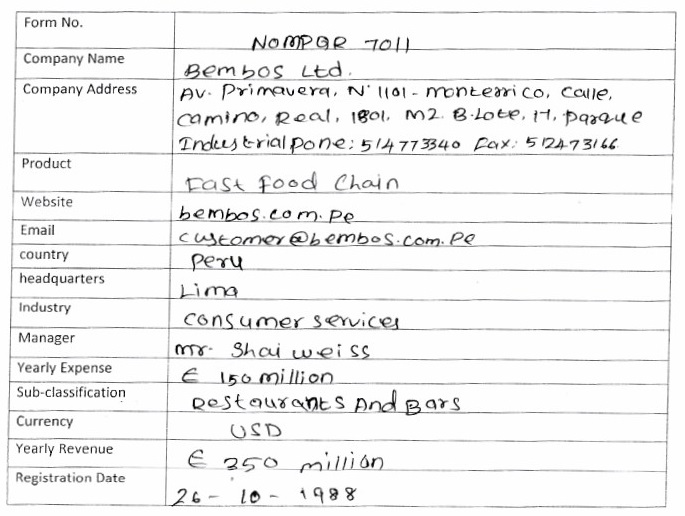 Form No. NOMPQR 7011
Company Name Bembos Ltd.
Company Address Av. Primavera, N° 1101 - monterrico, calle,
camino, Real, 1801, M2. B. Lote, 17, parque
Industrial pone: 514773340 Fax: 512473166
Product Fast Food Chain
Website bembos.com.Pe
Email customer@bembos.com.Pe
country Peru
headquarters Lima
Industry consumer services
Manager mr. Shai weiss
Yearly Expense € 150 million
Sub-classification Restaurants And Bars
Currency USD
Yearly Revenue € 350 million
Registration Date 26 - 10 - 1988